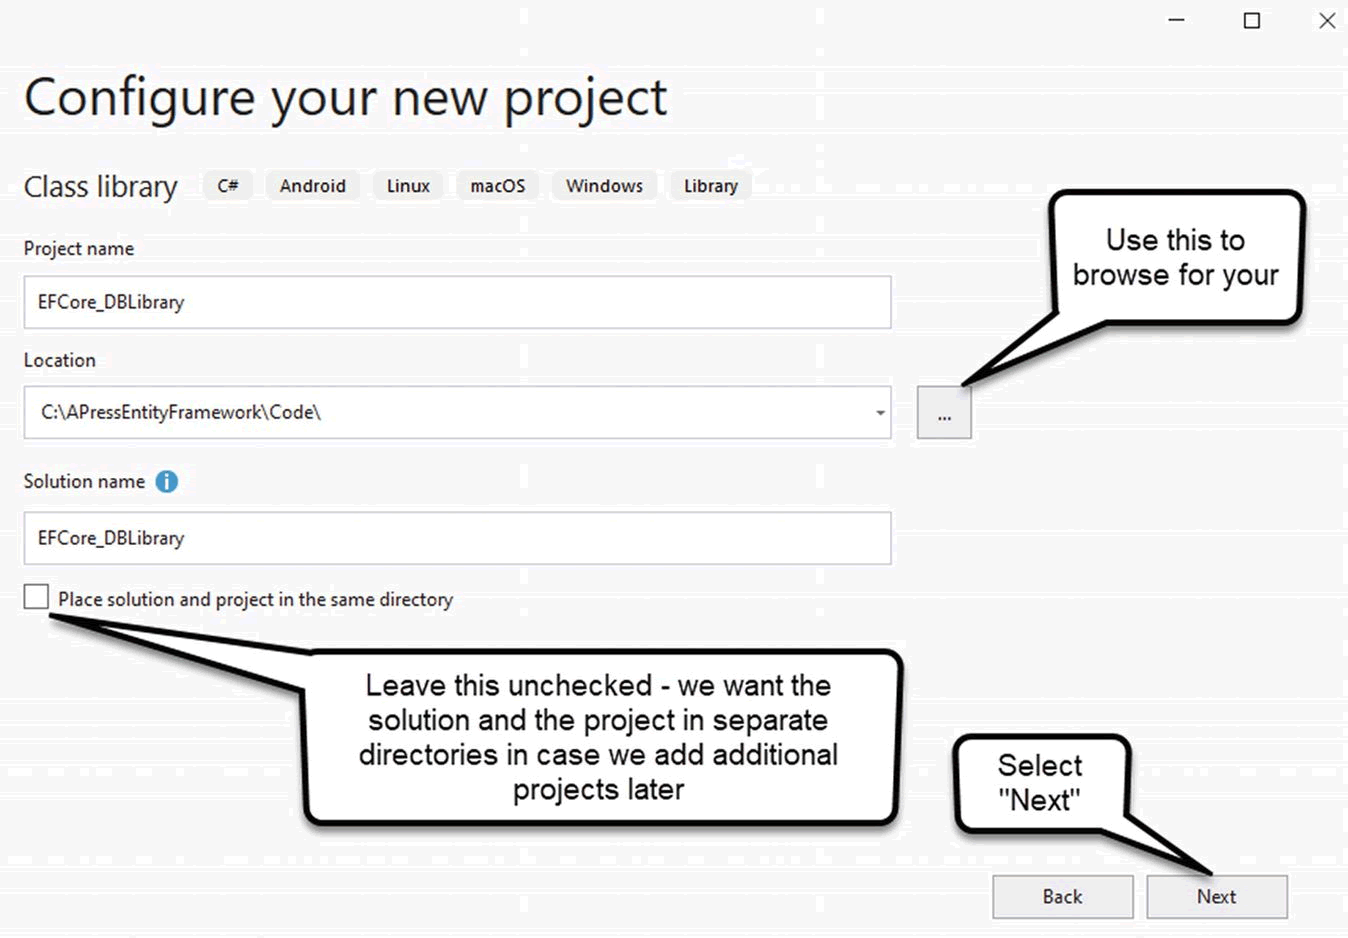 Configure your new project
Class library C# Android Linux macOS Windows Library
Project name
EFCore_DBLibrary
Use this to
browse for your
Location
C:\APressEntityFramework\Code\
...
Solution name i
EFCore_DBLibrary
Place solution and project in the same directory
Leave this unchecked - we want the
solution and the project in separate
directories in case we add additional
projects later
Select
"Next"
Back Next